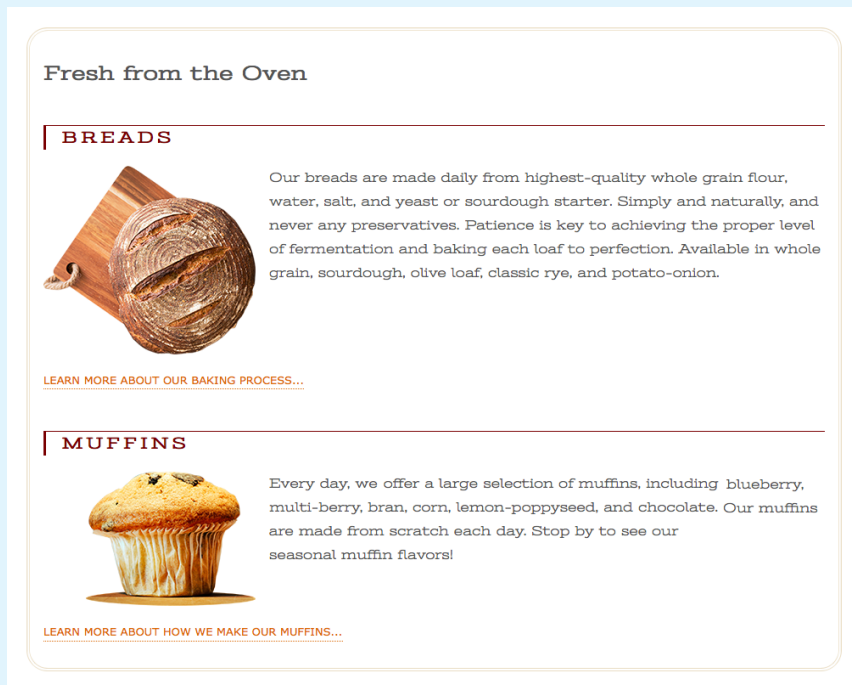 Fresh from the Oven
BREADS
Our breads are made daily from highest-quality whole grain flour,
water, salt, and yeast or sourdough starter. Simply and naturally, and
never any preservatives. Patience is key to achieving the proper level
of fermentation and baking each loaf to perfection. Available in whole
grain, sourdough, olive loaf, classic rye, and potato-onion.
LEARN MORE ABOUT OUR BAKING PROCESS...
MUFFINS
Every day, we offer a large selection of muffins, including blueberry,
multi-berry, bran, corn, lemon-poppyseed, and chocolate. Our muffins
are made from scratch each day. Stop by to see our
seasonal muffin flavors!
LEARN MORE ABOUT HOW WE MAKE OUR MUFFINS...